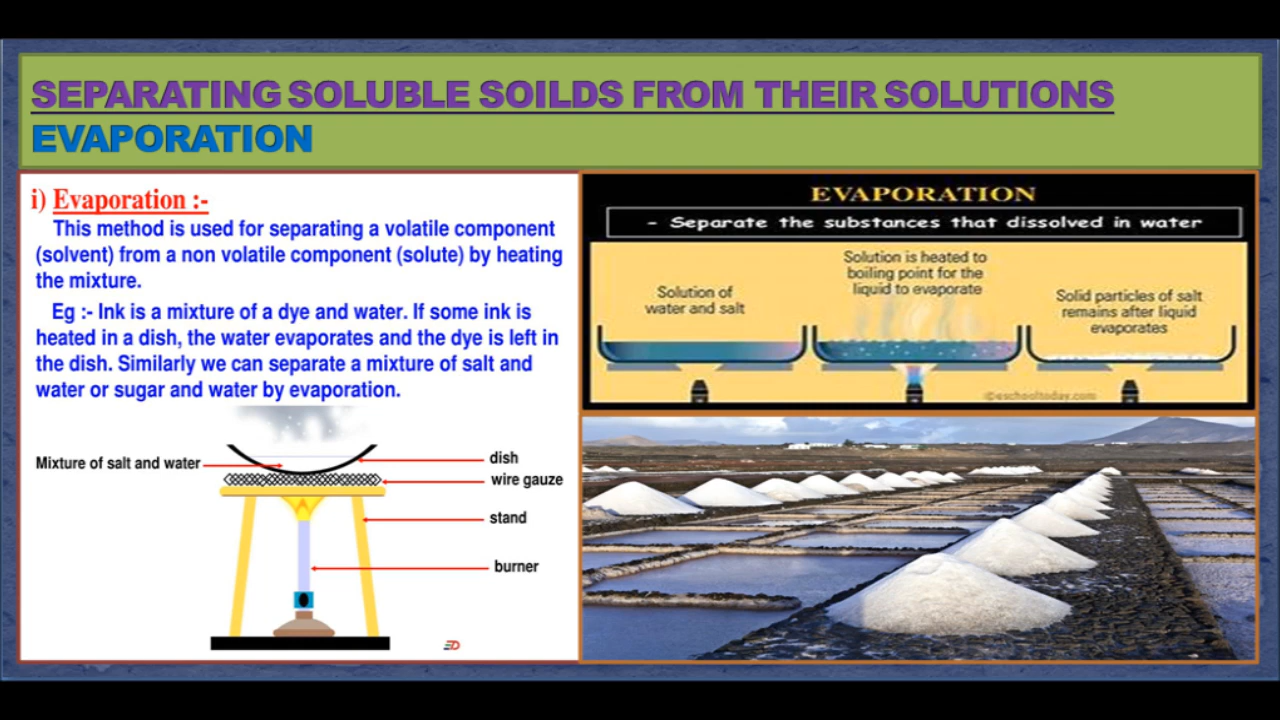 SEPARATING SOLUBLE SOILDS FROM THEIR SOLUTIONS
EVAPORATION
i) Evaporation :-
This method is used for separating a volatile component
(solvent) from a non volatile component (solute) by heating
the mixture.
Eg :- Ink is a mixture of a dye and water. If some ink is
heated in a dish, the water evaporates and the dye is left in
the dish. Similarly we can separate a mixture of salt and
water or sugar and water by evaporation.
Mixture of salt and water
dish
wire gauze
stand
burner
ED
EVAPORATION
- Separate the substances that dissolved in water
Solution of
water and salt
Solution is heated to
boiling point for the
liquid to evaporate
Solid particles of salt
remains after liquid
evaporates
©eschooltoday.com